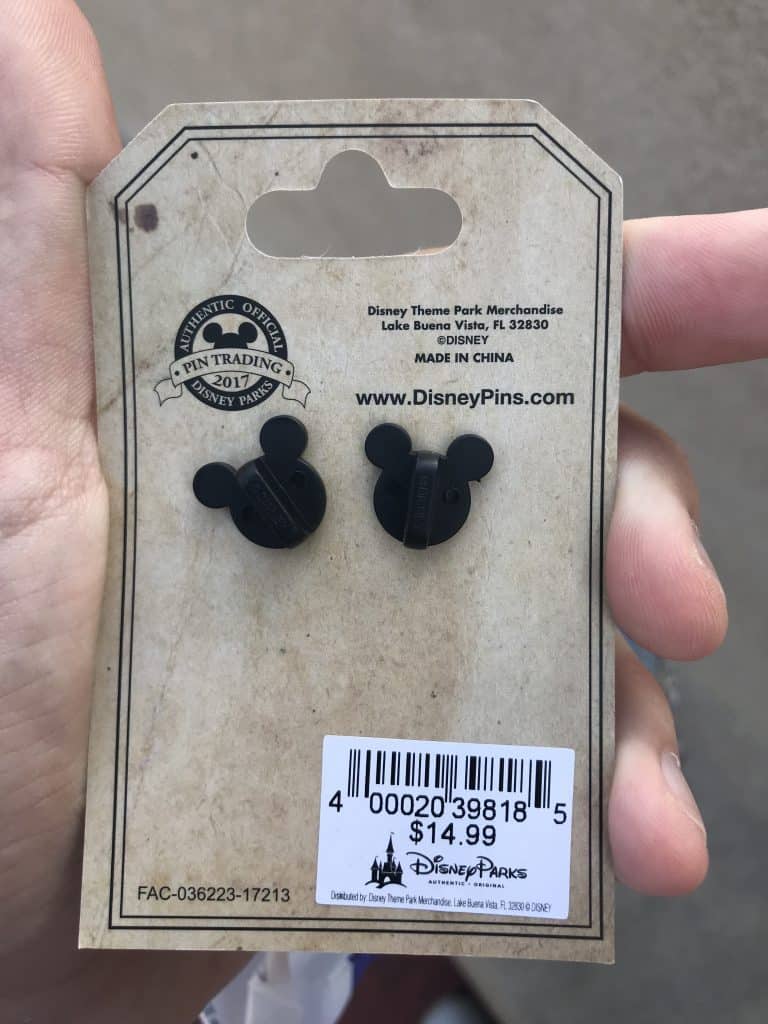 AUTHENTIC OFFICIAL
PIN TRADING
2017
DISNEY PARKS
Disney Theme Park Merchandise
Lake Buena Vista, FL 32830
©DISNEY
MADE IN CHINA
www.DisneyPins.com
4 00020 39818 5
$14.99
Disney Parks
AUTHENTIC • ORIGINAL
Distributed by: Disney Theme Park Merchandise, Lake Buena Vista, FL 32830 © DISNEY
FAC-036223-17213